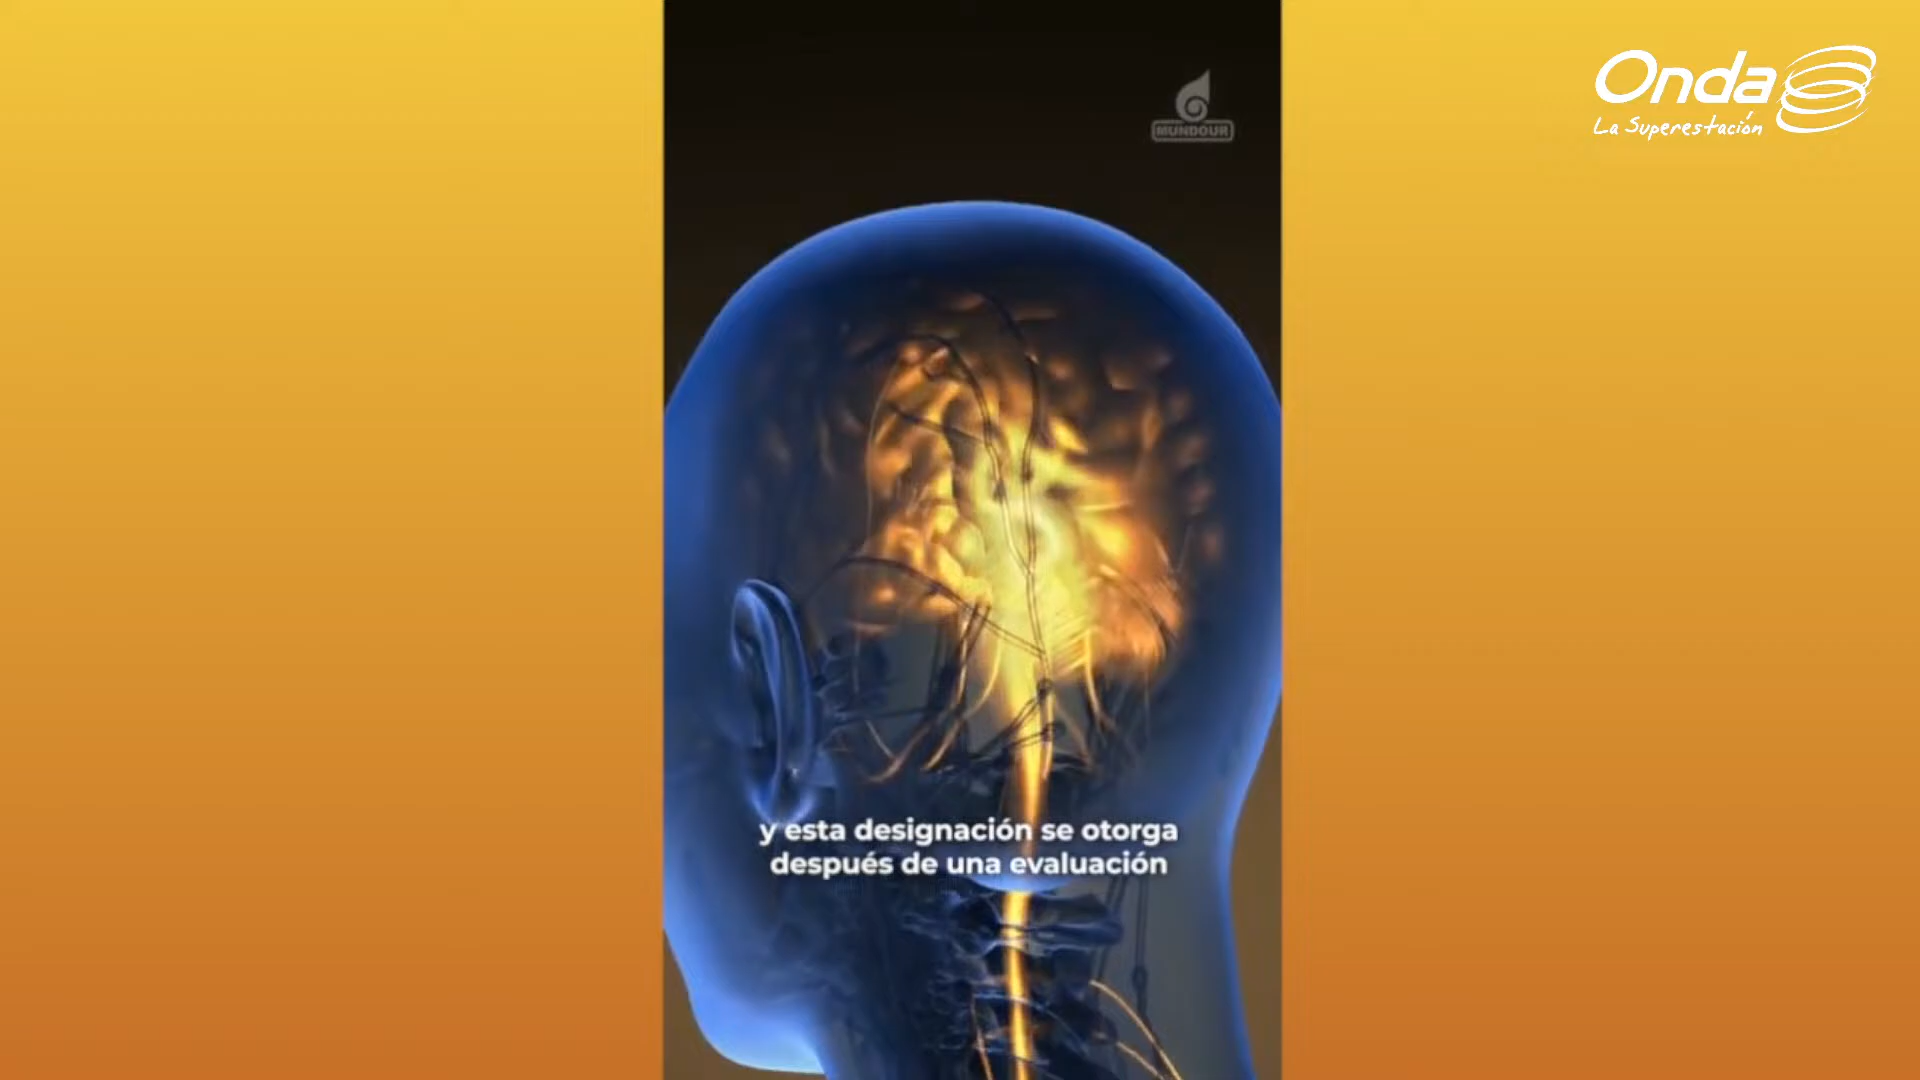 Onda
La Superestación
MUNDOUR
y esta designación se otorga
después de una evaluación